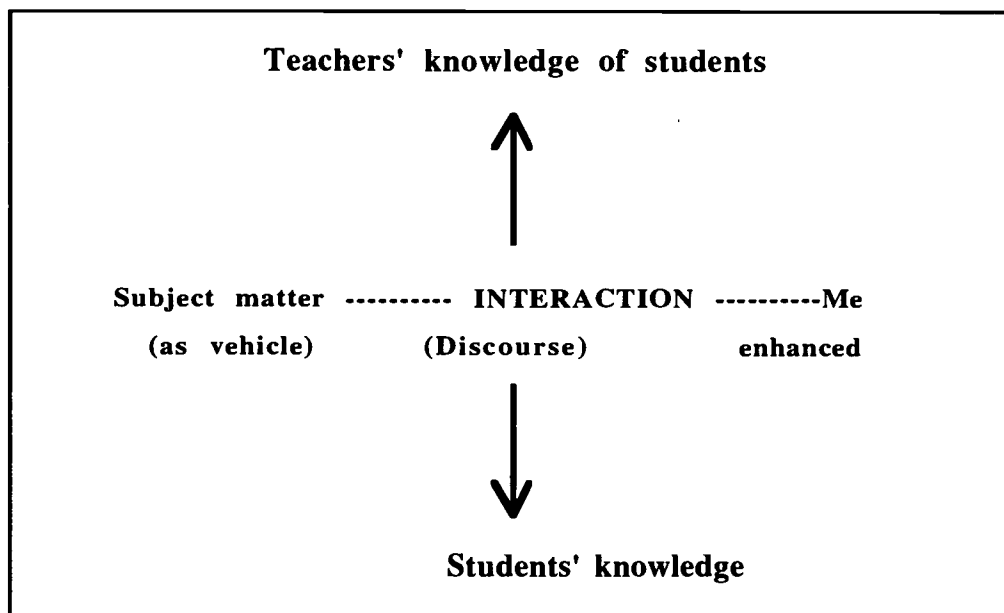 Teachers' knowledge of students
Subject matter ---------- INTERACTION ----------Me
(as vehicle) (Discourse) enhanced
Students' knowledge